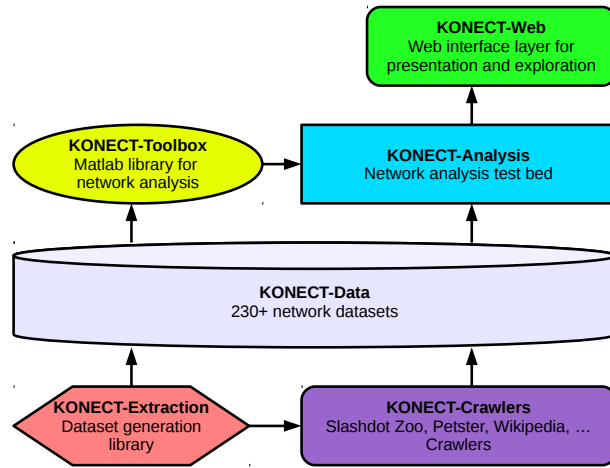 KONECT-Web
Web interface layer for
presentation and exploration
KONECT-Toolbox
Matlab library for
network analysis
KONECT-Analysis
Network analysis test bed
KONECT-Data
230+ network datasets
KONECT-Extraction
Dataset generation
library
KONECT-Crawlers
Slashdot Zoo, Petster, Wikipedia, …
Crawlers